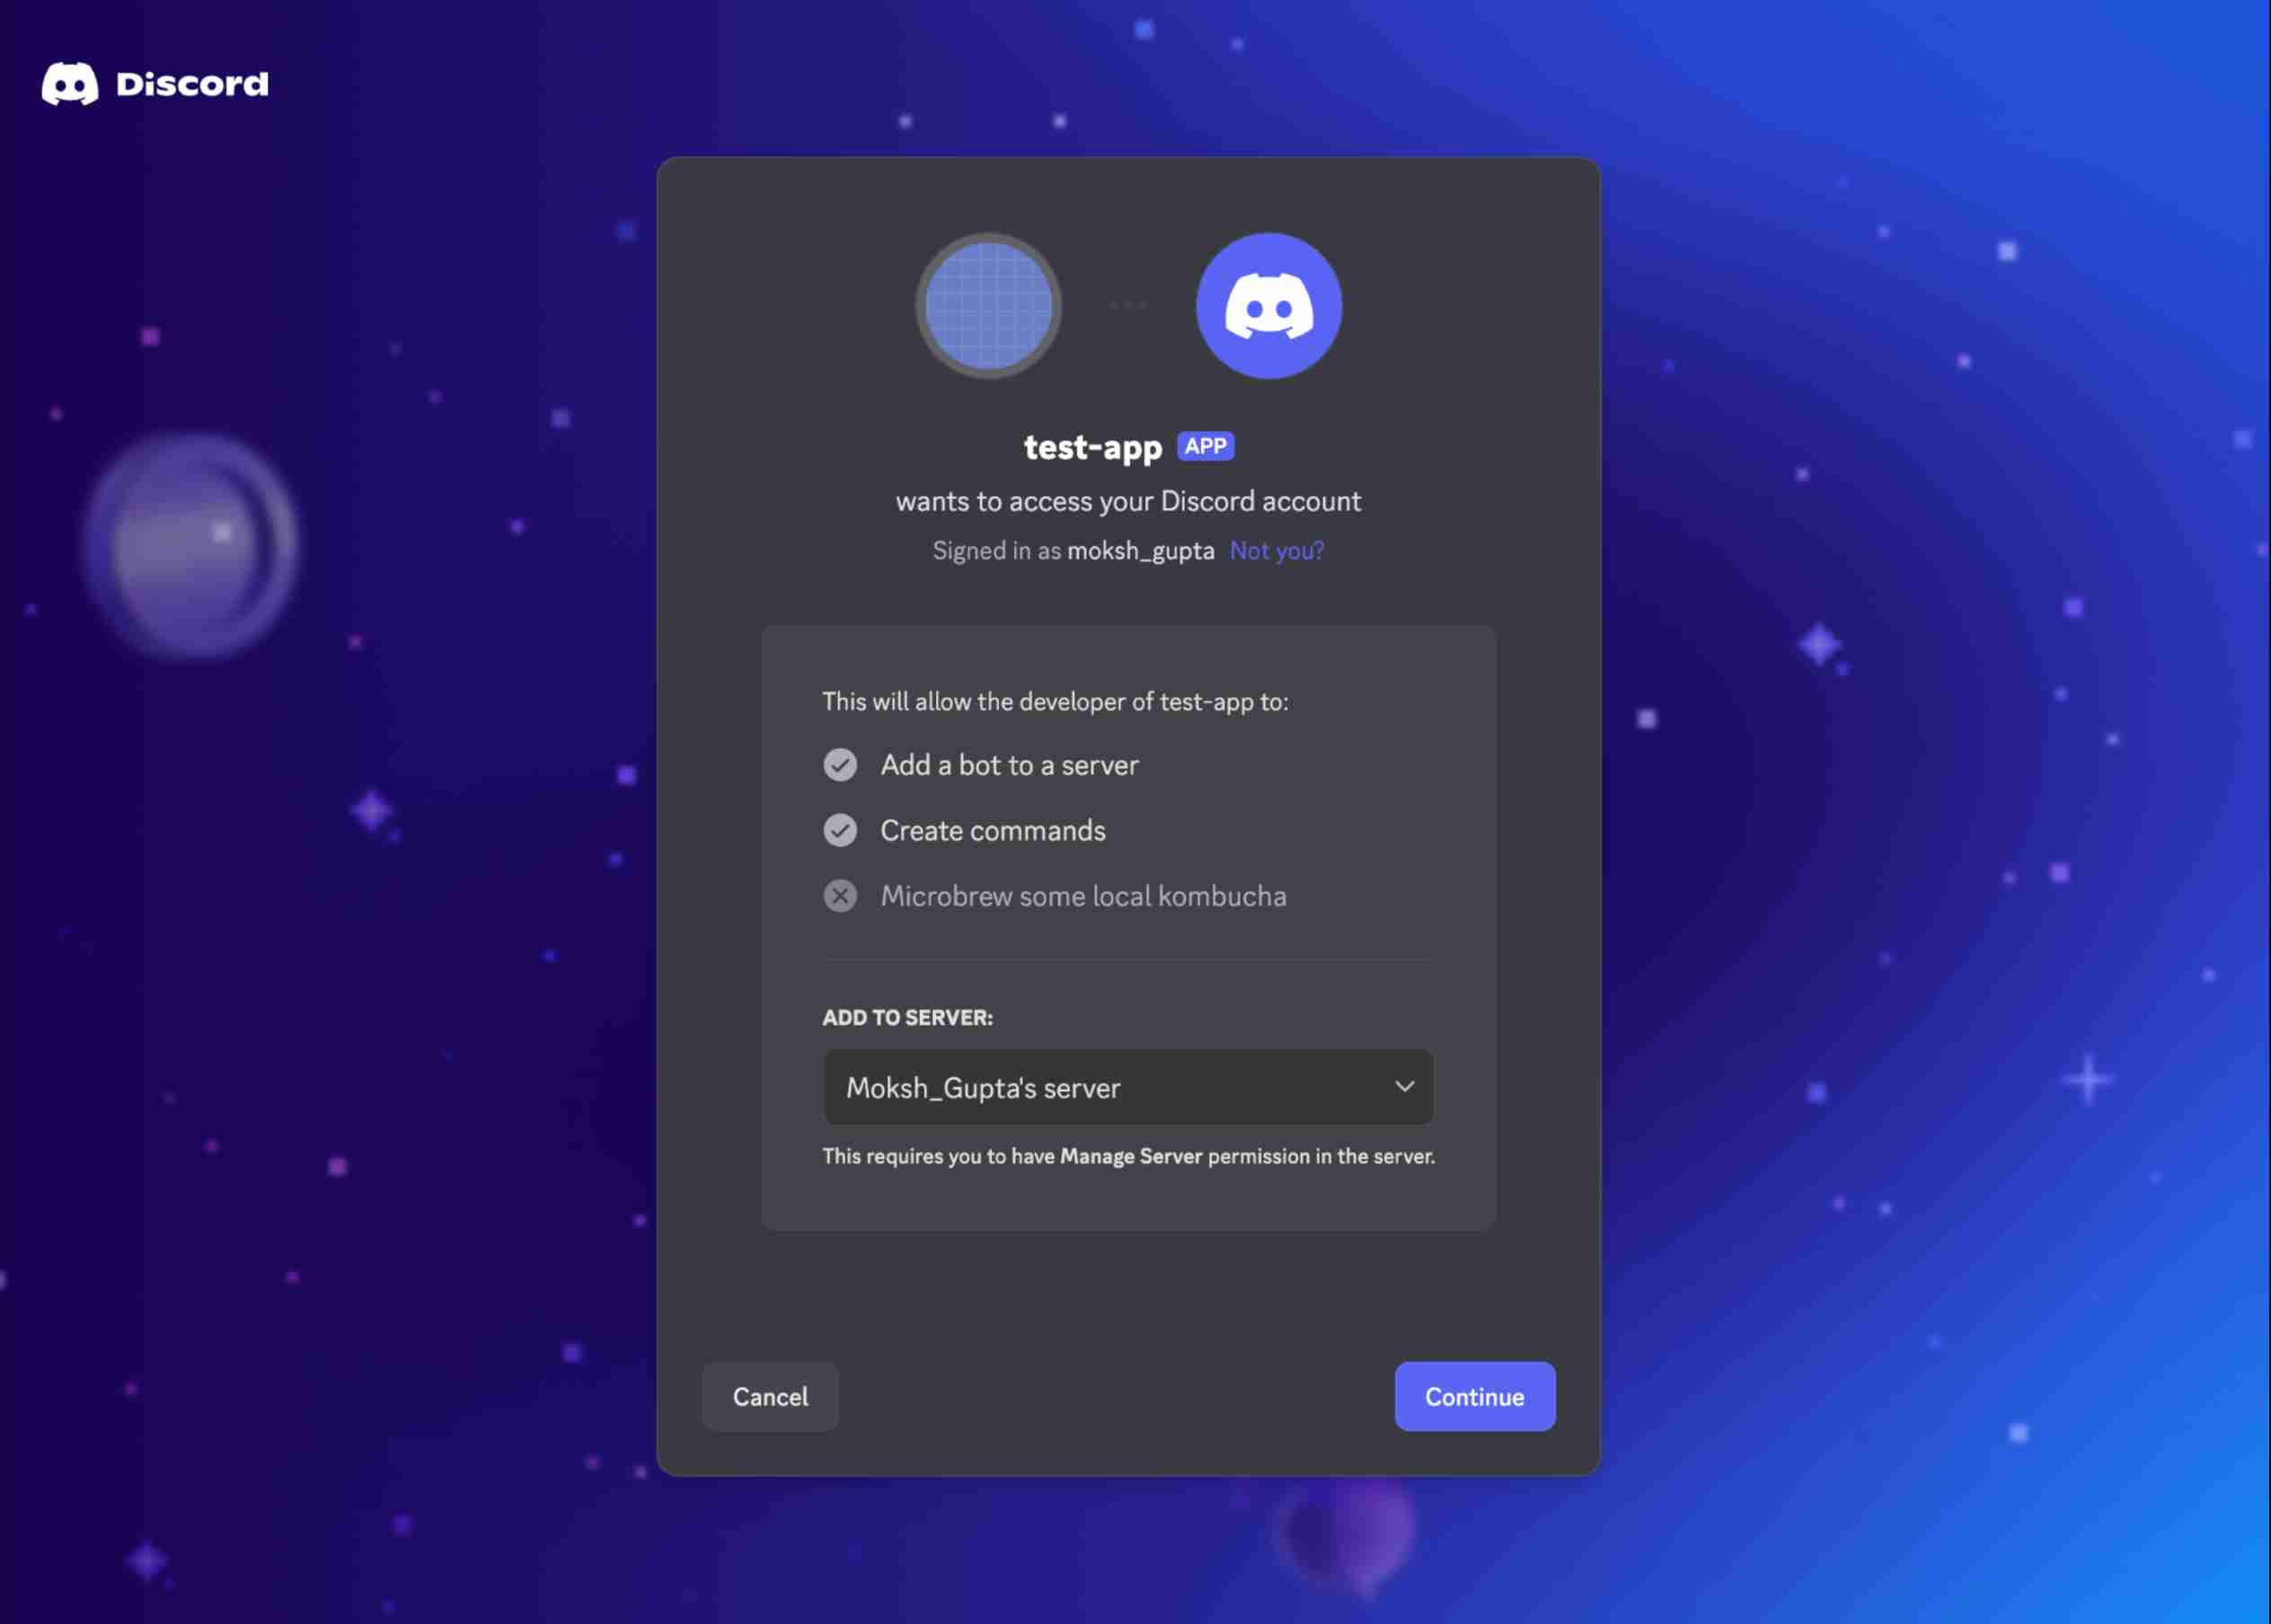 Discord
test-app APP
wants to access your Discord account
Signed in as moksh_gupta Not you?
This will allow the developer of test-app to:
Add a bot to a server
Create commands
Microbrew some local kombucha
ADD TO SERVER:
Moksh_Gupta's server
This requires you to have Manage Server permission in the server.
Cancel
Continue